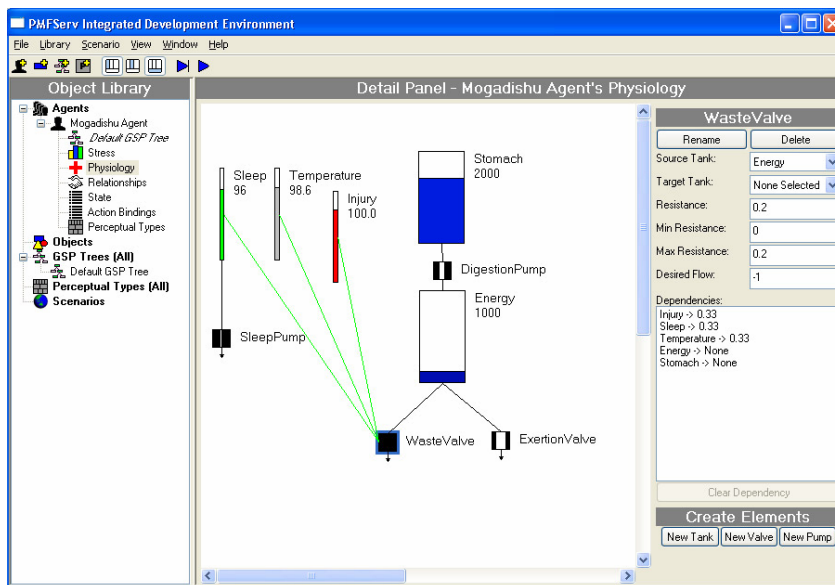 PMFServ Integrated Development Environment
File Library Scenario View Window Help
Object Library
Agents
Mogadishu Agent
Default GSP Tree
Stress
Physiology
Relationships
State
Action Bindings
Perceptual Types
Objects
GSP Trees (All)
Default GSP Tree
Perceptual Types (All)
Scenarios
Detail Panel - Mogadishu Agent's Physiology
Sleep
96
Temperature
98.6
Injury
100.0
Stomach
2000
DigestionPump
Energy
1000
SleepPump
WasteValve
ExertionValve
WasteValve
Rename Delete
Source Tank: Energy
Target Tank: None Selected
Resistance: 0.2
Min Resistance: 0
Max Resistance: 0.2
Desired Flow: -1
Dependencies:
Injury -> 0.33
Sleep -> 0.33
Temperature -> 0.33
Energy -> None
Stomach -> None
Clear Dependency
Create Elements
New Tank New Valve New Pump